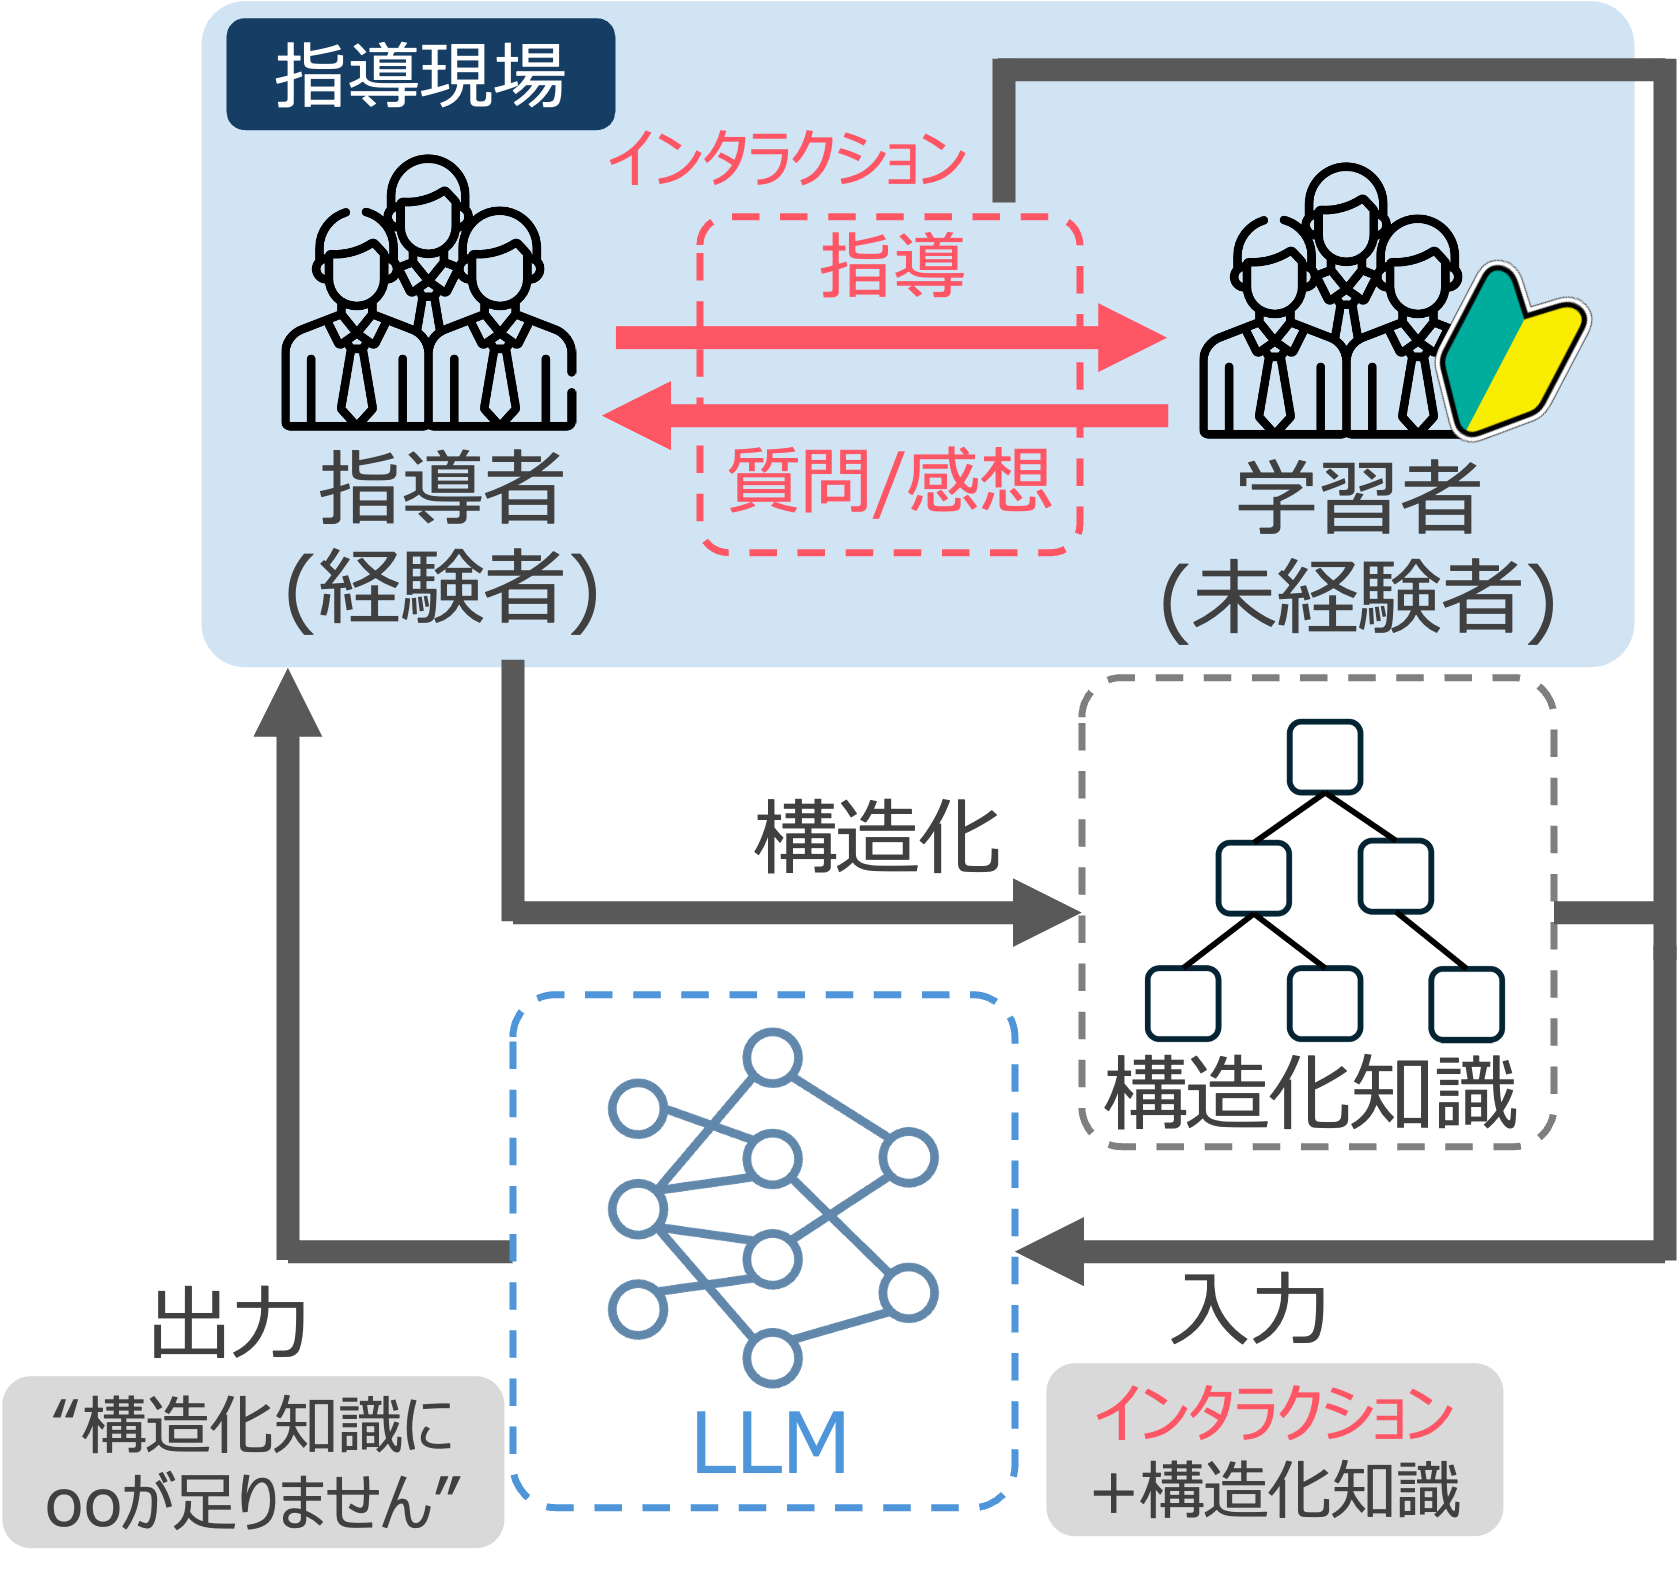 指導現場
インタラクション
指導
質問/感想
指導者
(経験者)
学習者
(未経験者)
構造化
構造化知識
LLM
出力
“構造化知識に
ooが足りません”
入力
インタラクション
+構造化知識